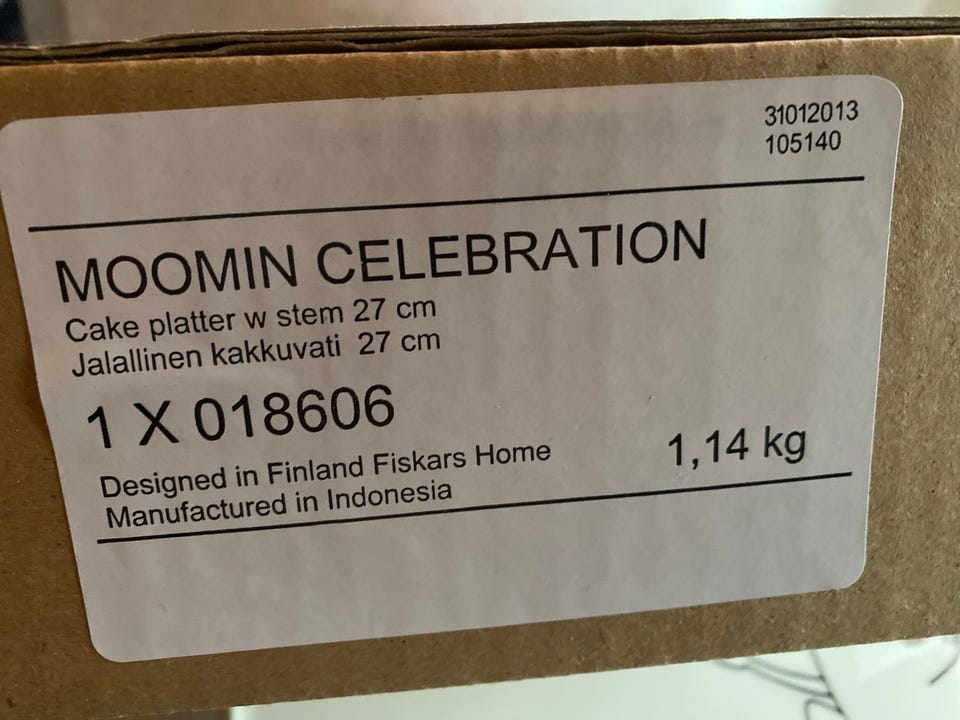 31012013
105140
MOOMIN CELEBRATION
Cake platter w stem 27 cm
Jalallinen kakkuvati 27 cm
1 X 018606
Designed in Finland Fiskars Home
1,14 kg
Manufactured in Indonesia